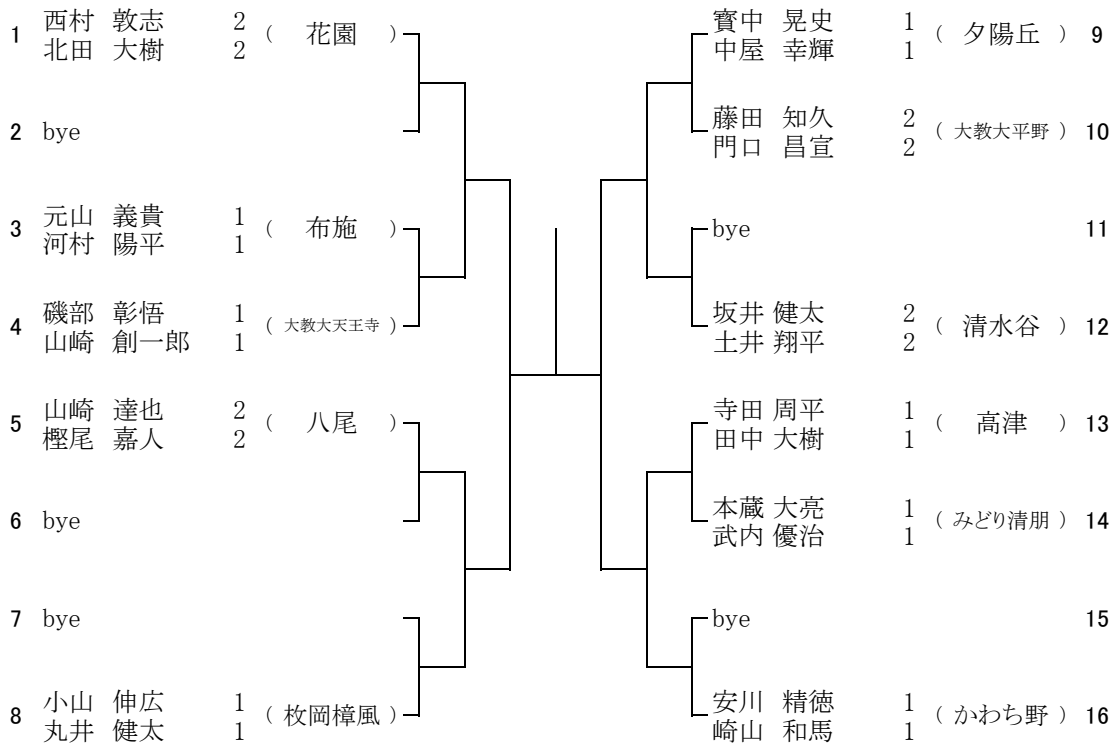 1 西村 敦志 2 ( 花園 )
北田 大樹 2
2 bye
3 元山 義貴 1 ( 布施 )
河村 陽平 1
4 磯部 彰悟 1 ( 大教大天王寺 )
山崎 創一郎 1
5 山崎 達也 2 ( 八尾 )
樫尾 嘉人 2
6 bye
7 bye
8 小山 伸広 1 ( 枚岡樟風 )
丸井 健太 1
寳中 晃史 1 ( 夕陽丘 ) 9
中屋 幸輝 1
藤田 知久 2 ( 大教大平野 ) 10
門口 昌宣 2
bye 11
坂井 健太 2 ( 清水谷 ) 12
土井 翔平 2
寺田 周平 1 ( 高津 ) 13
田中 大樹 1
本蔵 大亮 1 ( みどり清朋 ) 14
武内 優治 1
bye 15
安川 精徳 1 ( かわち野 ) 16
崎山 和馬 1